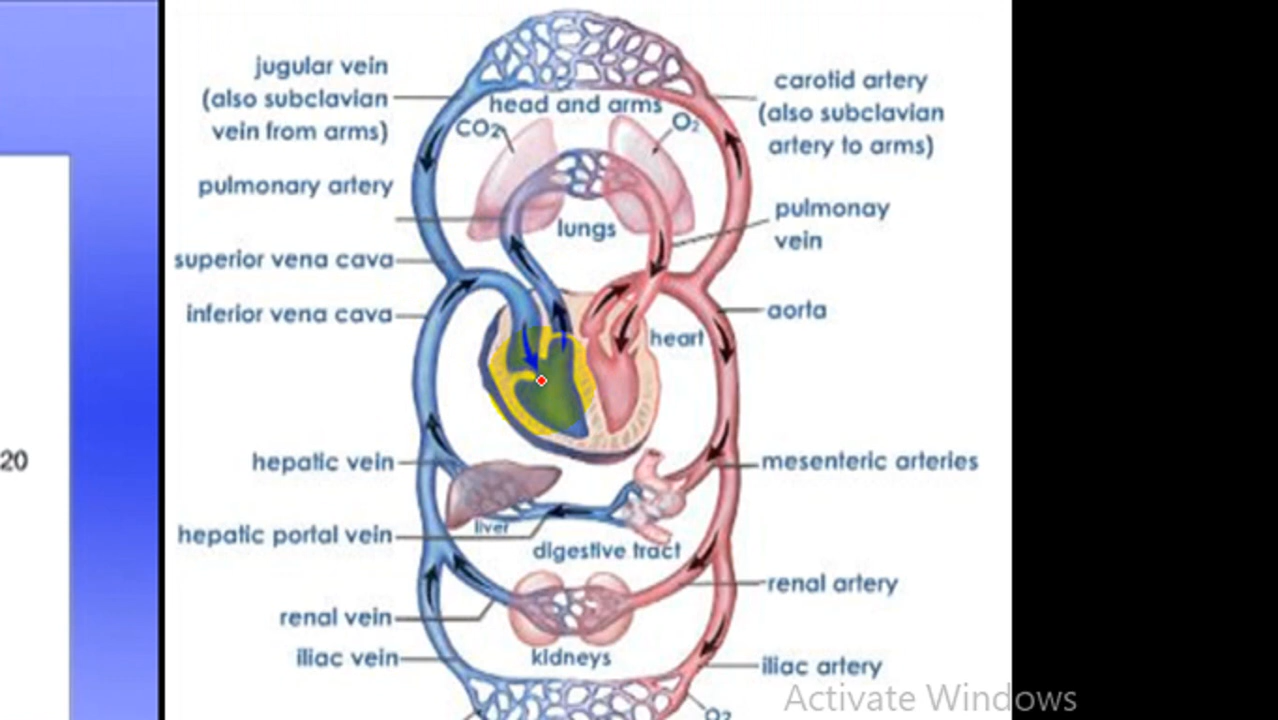 jugular vein
(also subclavian
vein from arms)
carotid artery
(also subclavian
artery to arms)
head and arms
CO2
O2
pulmonary artery
pulmonay
vein
lungs
superior vena cava
inferior vena cava
aorta
heart
20
hepatic vein
mesenteric arteries
liver
hepatic portal vein
digestive tract
renal artery
renal vein
iliac vein
kidneys
iliac artery
O2
Activate Windows